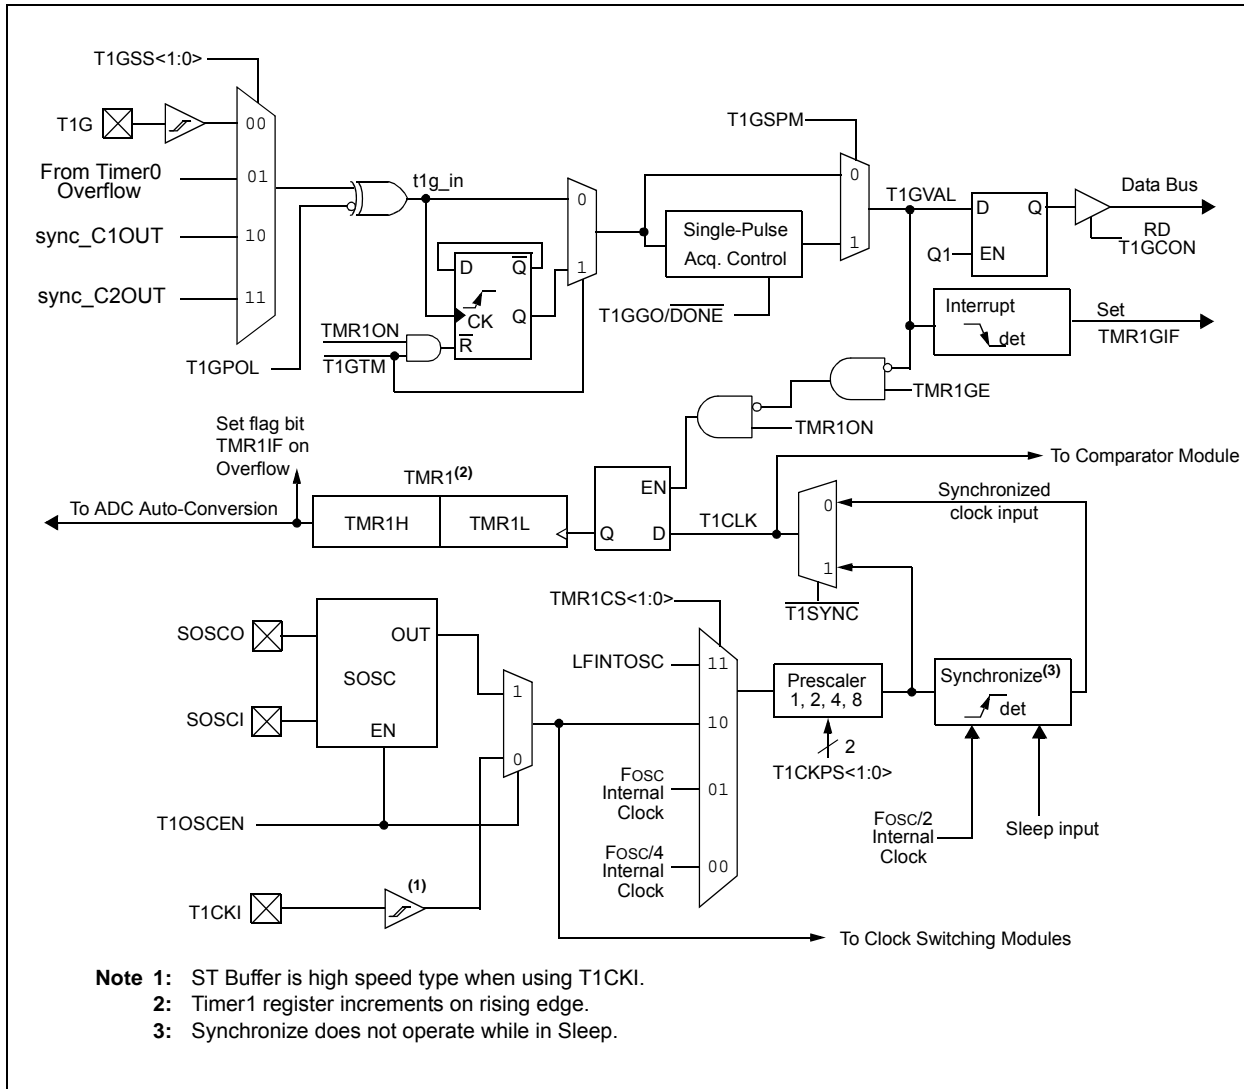 T1GSS<1:0>
T1G
00
From Timer0
Overflow
01
sync_C1OUT
10
sync_C2OUT
11
T1GPOL
t1g_in
0
1
D
Q
CK
Q
R
TMR1ON
T1GTM
T1GSPM
0
1
Single-Pulse
Acq. Control
T1GGO/DONE
T1GVAL
D
Q
Q1
EN
Data Bus
RD
T1GCON
Interrupt
det
Set
TMR1GIF
TMR1GE
TMR1ON
Set flag bit
TMR1IF on
Overflow
To ADC Auto-Conversion
TMR1(2)
TMR1H
TMR1L
EN
Q
D
T1CLK
To Comparator Module
0
1
Synchronized
clock input
T1SYNC
SOSCO
SOSCI
OUT
SOSC
EN
1
0
T1OSCEN
T1CKI
(1)
TMR1CS<1:0>
LFINTOSC
11
10
FOSC
Internal
Clock
01
FOSC/4
Internal
Clock
00
Prescaler
1, 2, 4, 8
2
T1CKPS<1:0>
Synchronize(3)
det
FOSC/2
Internal
Clock
Sleep input
To Clock Switching Modules
Note 1: ST Buffer is high speed type when using T1CKI.
2: Timer1 register increments on rising edge.
3: Synchronize does not operate while in Sleep.